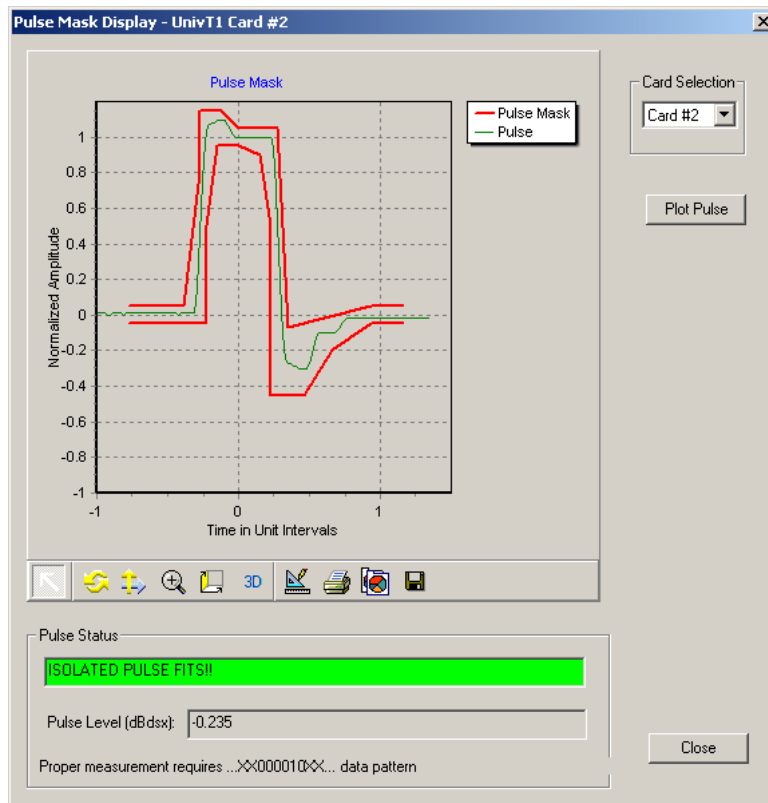 Pulse Mask Display - UnivT1 Card #2
Pulse Mask
Pulse Mask
Pulse
Card Selection
Card #2
Plot Pulse
Normalized Amplitude
1
0.8
0.6
0.4
0.2
0
-0.2
-0.4
-0.6
-0.8
-1
-1
0
1
Time in Unit Intervals
3D
Pulse Status
ISOLATED PULSE FITS!!
Pulse Level (dBdsx):
-0.235
Proper measurement requires ...XX000010XX... data pattern
Close